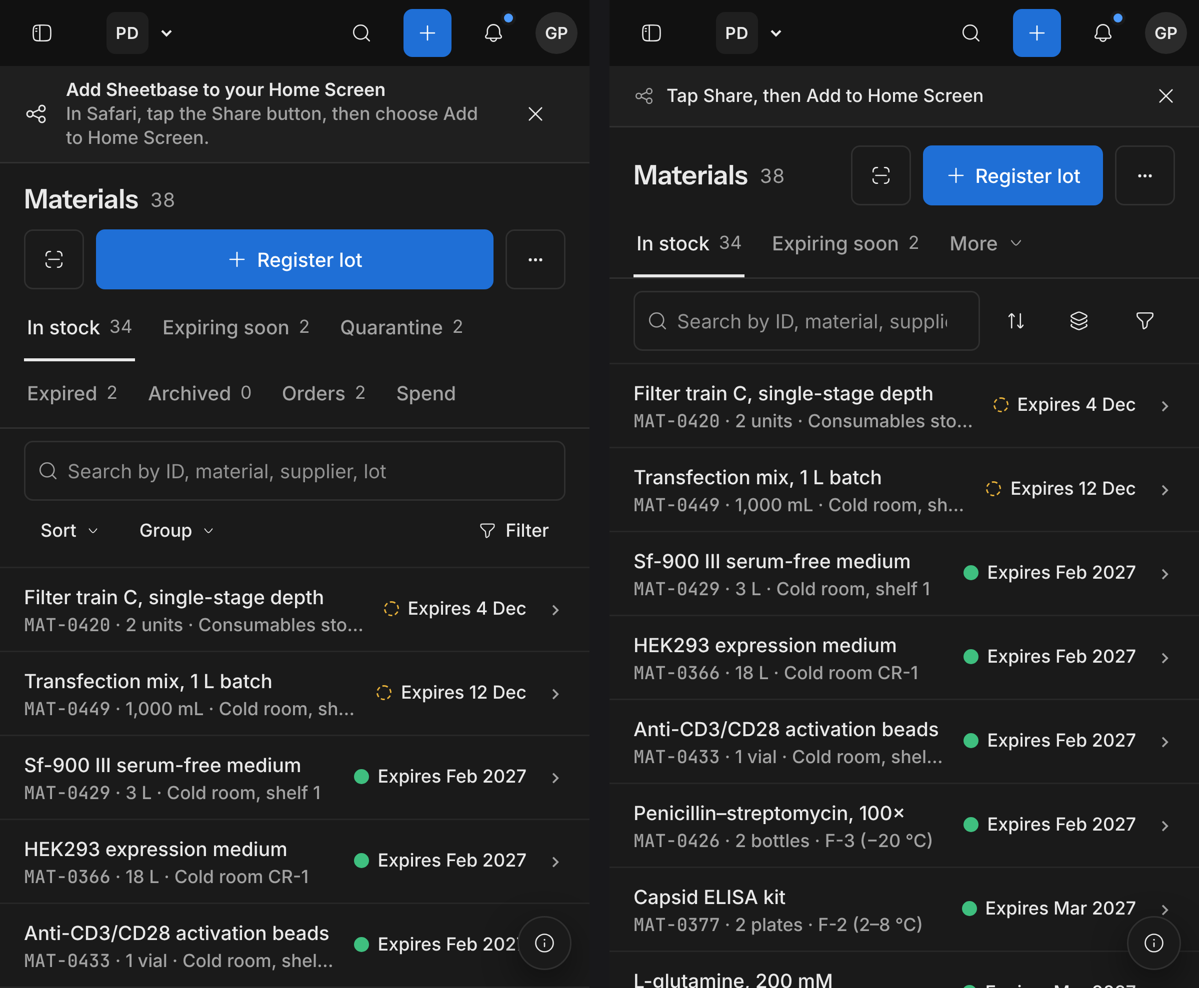 PD
GP
Add Sheetbase to your Home Screen
In Safari, tap the Share button, then choose Add
to Home Screen.
Materials 38
+ Register lot
In stock 34 Expiring soon 2 Quarantine 2
Expired 2 Archived 0 Orders 2 Spend
Search by ID, material, supplier, lot
Sort Group Filter
Filter train C, single-stage depth
Expires 4 Dec
MAT-0420 · 2 units · Consumables sto...
Transfection mix, 1 L batch
Expires 12 Dec
MAT-0449 · 1,000 mL · Cold room, sh...
Sf-900 III serum-free medium
Expires Feb 2027
MAT-0429 · 3 L · Cold room, shelf 1
HEK293 expression medium
Expires Feb 2027
MAT-0366 · 18 L · Cold room CR-1
Anti-CD3/CD28 activation beads
Expires Feb 202
MAT-0433 · 1 vial · Cold room, shel...
PD
GP
Tap Share, then Add to Home Screen
Materials 38
+ Register lot
In stock 34 Expiring soon 2 More
Search by ID, material, suppli
Filter train C, single-stage depth
Expires 4 Dec
MAT-0420 · 2 units · Consumables sto...
Transfection mix, 1 L batch
Expires 12 Dec
MAT-0449 · 1,000 mL · Cold room, sh...
Sf-900 III serum-free medium
Expires Feb 2027
MAT-0429 · 3 L · Cold room, shelf 1
HEK293 expression medium
Expires Feb 2027
MAT-0366 · 18 L · Cold room CR-1
Anti-CD3/CD28 activation beads
Expires Feb 2027
MAT-0433 · 1 vial · Cold room, shel...
Penicillin–streptomycin, 100×
Expires Feb 2027
MAT-0426 · 2 bottles · F-3 (−20 °C)
Capsid ELISA kit
Expires Mar 2027
MAT-0377 · 2 plates · F-2 (2–8 °C)
L-glutamine, 200 mM